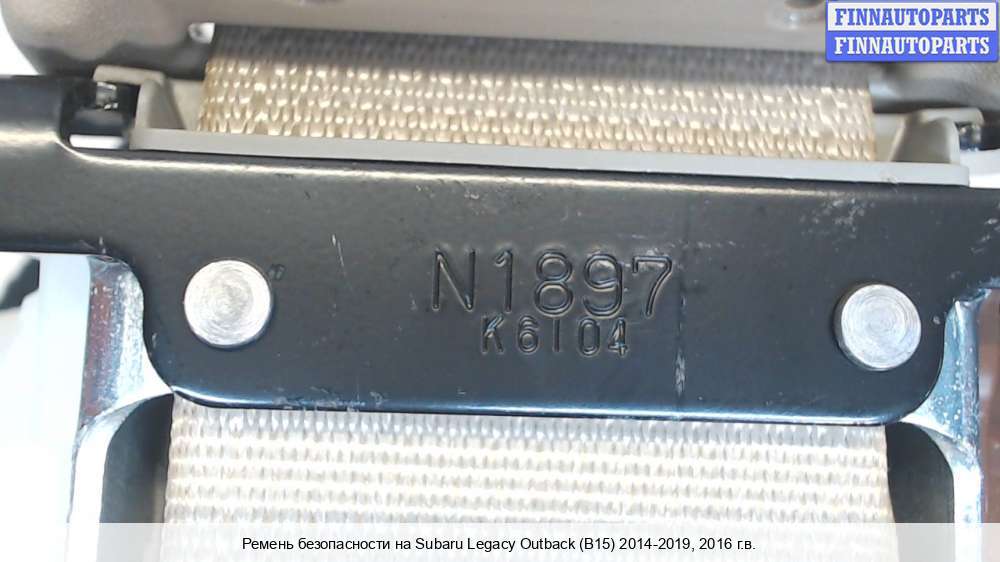 FINNAUTOPARTS
FINNAUTOPARTS
N1897
K6104
Ремень безопасности на Subaru Legacy Outback (B15) 2014-2019, 2016 г.в.